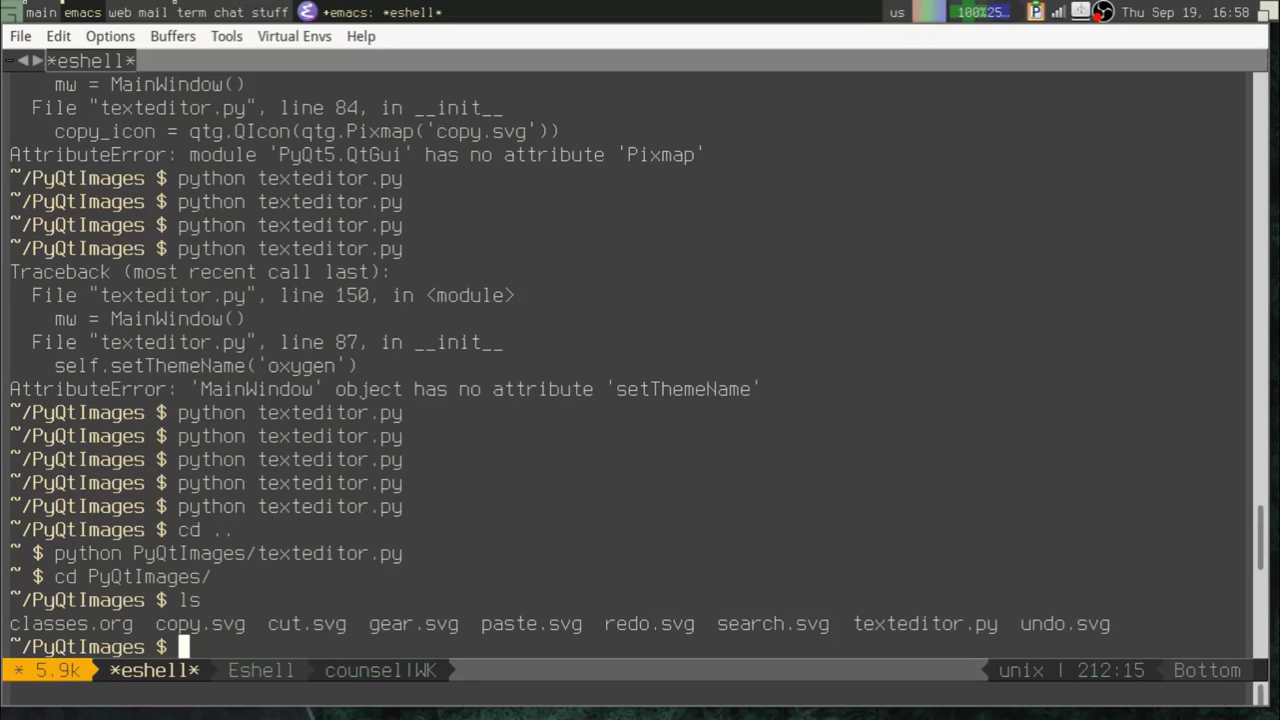 main emacs web mail term chat stuff +emacs: *eshell* us 100%25... Thu Sep 19, 16:58
File Edit Options Buffers Tools Virtual Envs Help
*eshell*
mw = MainWindow()
File "texteditor.py", line 84, in __init__
copy_icon = qtg.QIcon(qtg.Pixmap('copy.svg'))
AttributeError: module 'PyQt5.QtGui' has no attribute 'Pixmap'
~/PyQtImages $ python texteditor.py
~/PyQtImages $ python texteditor.py
~/PyQtImages $ python texteditor.py
~/PyQtImages $ python texteditor.py
Traceback (most recent call last):
File "texteditor.py", line 150, in <module>
mw = MainWindow()
File "texteditor.py", line 87, in __init__
self.setThemeName('oxygen')
AttributeError: 'MainWindow' object has no attribute 'setThemeName'
~/PyQtImages $ python texteditor.py
~/PyQtImages $ python texteditor.py
~/PyQtImages $ python texteditor.py
~/PyQtImages $ python texteditor.py
~/PyQtImages $ python texteditor.py
~/PyQtImages $ cd ..
~ $ python PyQtImages/texteditor.py
~ $ cd PyQtImages/
~/PyQtImages $ ls
classes.org copy.svg cut.svg gear.svg paste.svg redo.svg search.svg texteditor.py undo.svg
~/PyQtImages $
* 5.9k *eshell* Eshell counsel|WK unix | 212:15 Bottom